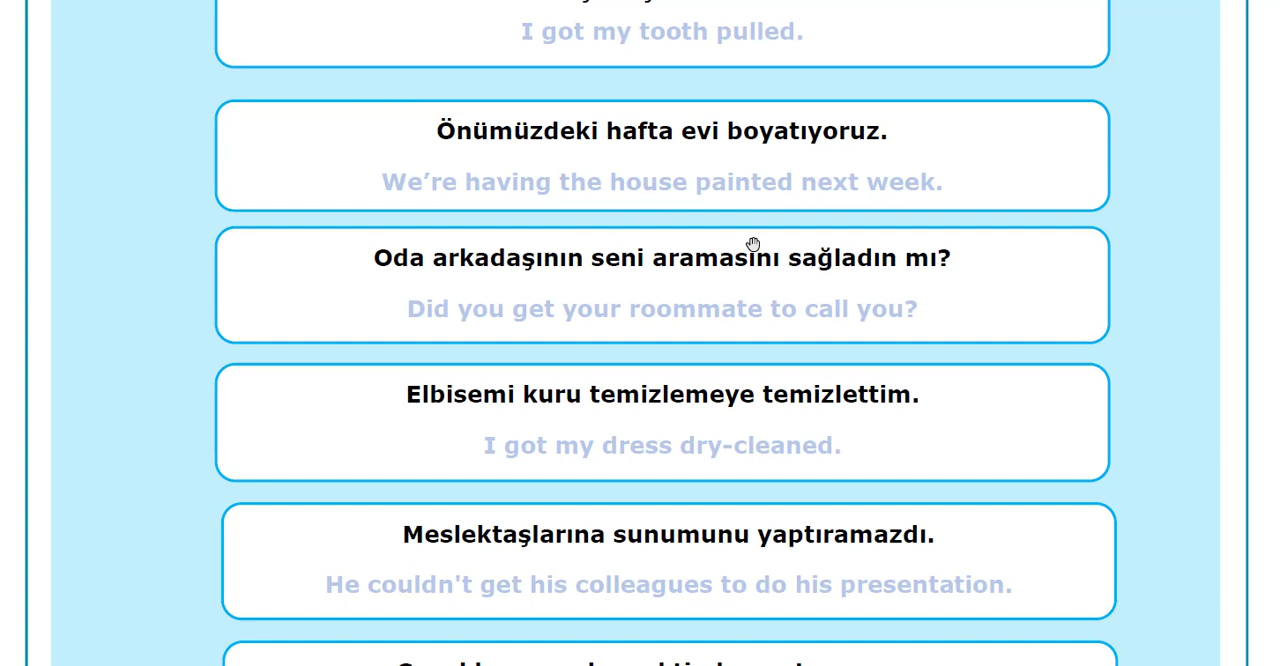 I got my tooth pulled.
Önümüzdeki hafta evi boyatıyoruz.
We’re having the house painted next week.
Oda arkadaşının seni aramasını sağladın mı?
Did you get your roommate to call you?
Elbisemi kuru temizlemeye temizlettim.
I got my dress dry-cleaned.
Meslektaşlarına sunumunu yaptıramazdı.
He couldn't get his colleagues to do his presentation.